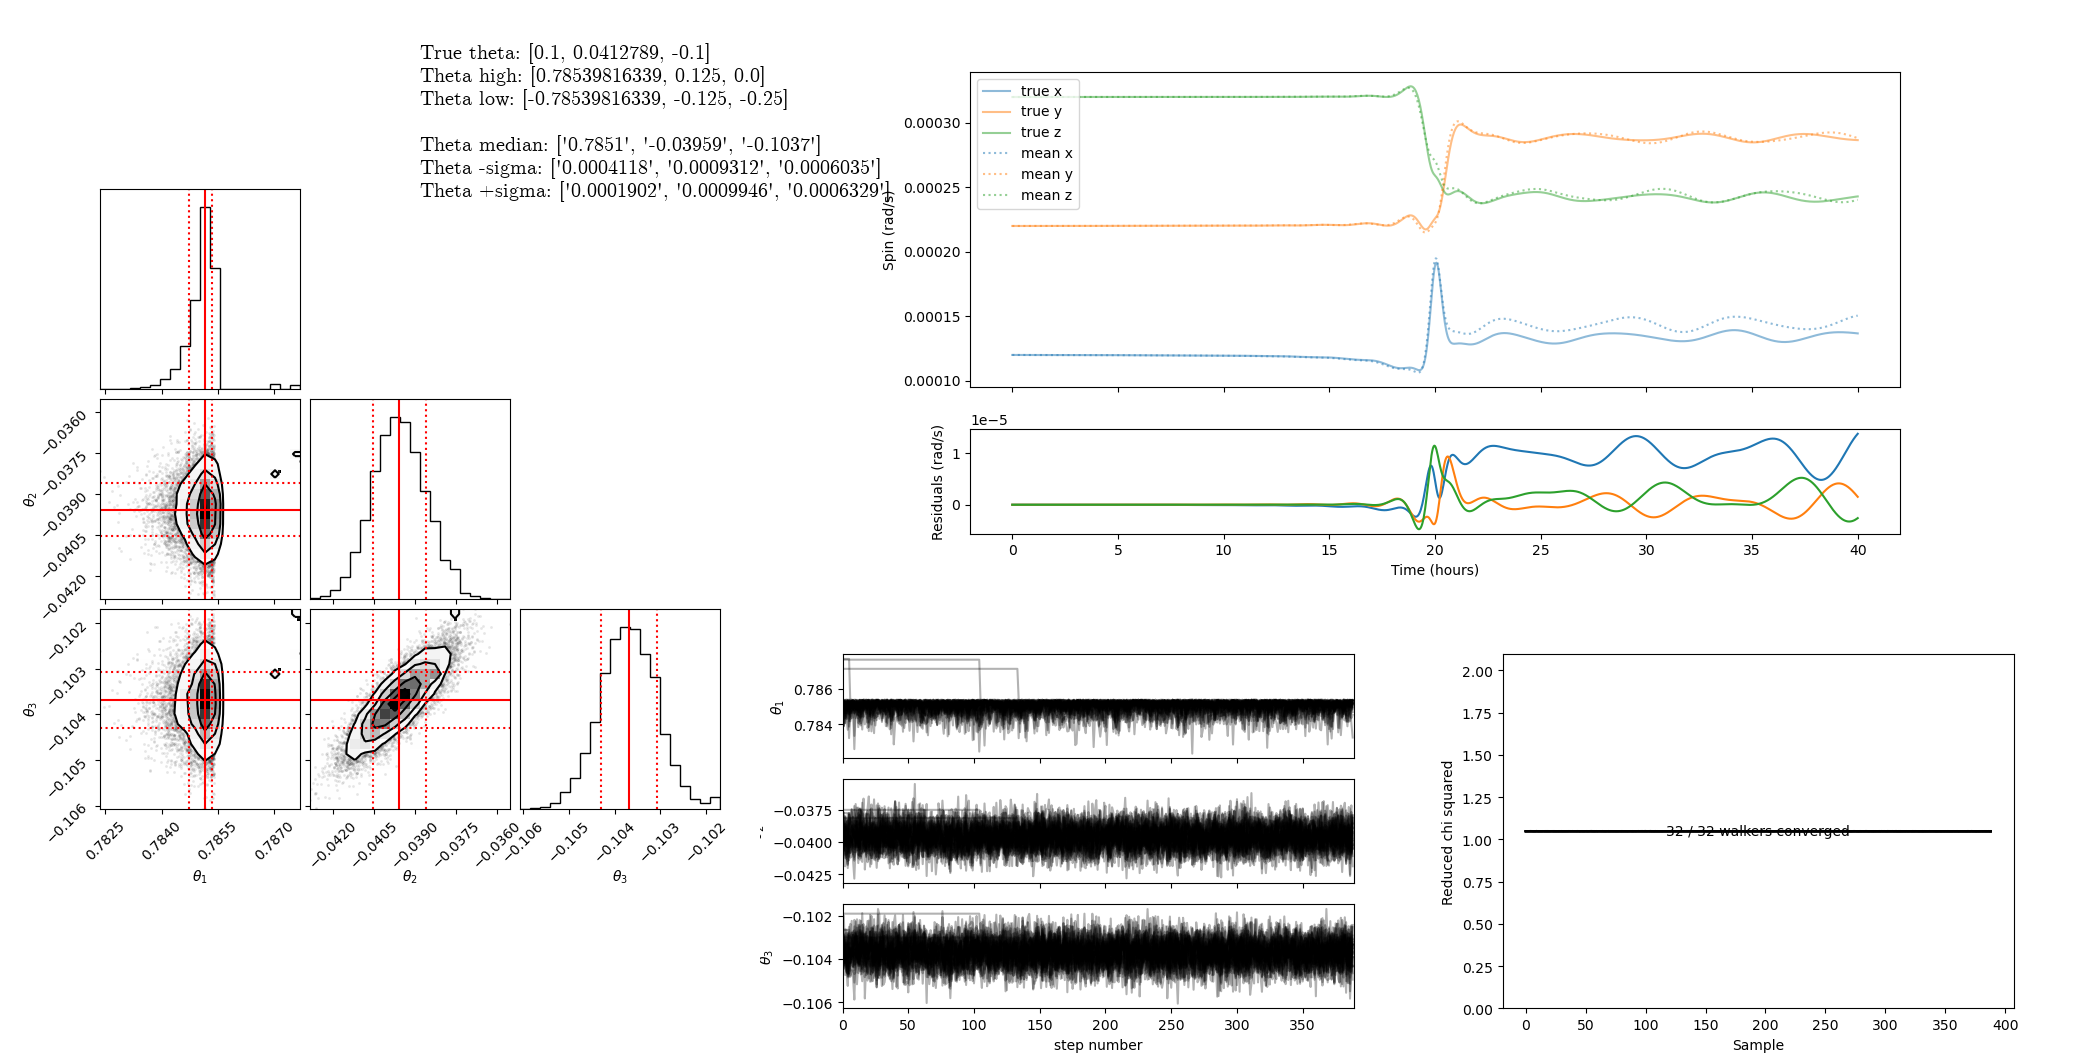 True theta: [0.1, 0.0412789, -0.1]
Theta high: [0.78539816339, 0.125, 0.0]
Theta low: [-0.78539816339, -0.125, -0.25]
Theta median: ['0.7851', '-0.03959', '-0.1037']
Theta -sigma: ['0.0004118', '0.0009312', '0.0006035']
Theta +sigma: ['0.0001902', '0.0009946', '0.0006329']
−0.0360
−0.0375
−0.0390
−0.0405
−0.0420
θ2
−0.102
−0.103
−0.104
−0.105
−0.106
θ3
0.7825
0.7840
0.7855
0.7870
θ1
−0.0420
−0.0405
−0.0390
−0.0375
−0.0360
θ2
−0.106
−0.105
−0.104
−0.103
−0.102
θ3
true x
true y
true z
mean x
mean y
mean z
0.00030
0.00025
0.00020
0.00015
0.00010
Spin (rad/s)
1e−5
1
0
Residuals (rad/s)
0
5
10
15
20
25
30
35
40
Time (hours)
0.786
0.784
θ1
−0.0375
−0.0400
−0.0425
−0.102
−0.104
−0.106
θ3
0
50
100
150
200
250
300
350
step number
2.00
1.75
1.50
1.25
1.00
0.75
0.50
0.25
0.00
Reduced chi squared
32 / 32 walkers converged
0
50
100
150
200
250
300
350
400
Sample